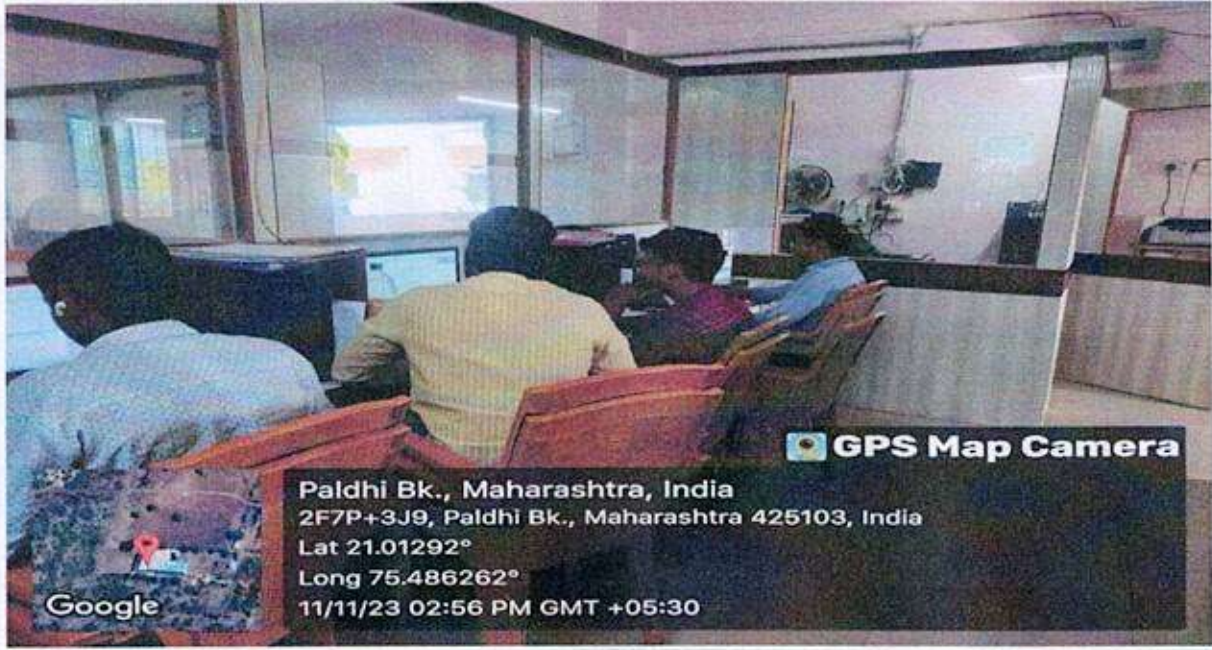 GPS Map Camera
Paldhi Bk., Maharashtra, India
2F7P+3J9, Paldhi Bk., Maharashtra 425103, India
Lat 21.01292°
Long 75.486262°
11/11/23 02:56 PM GMT +05:30
Google